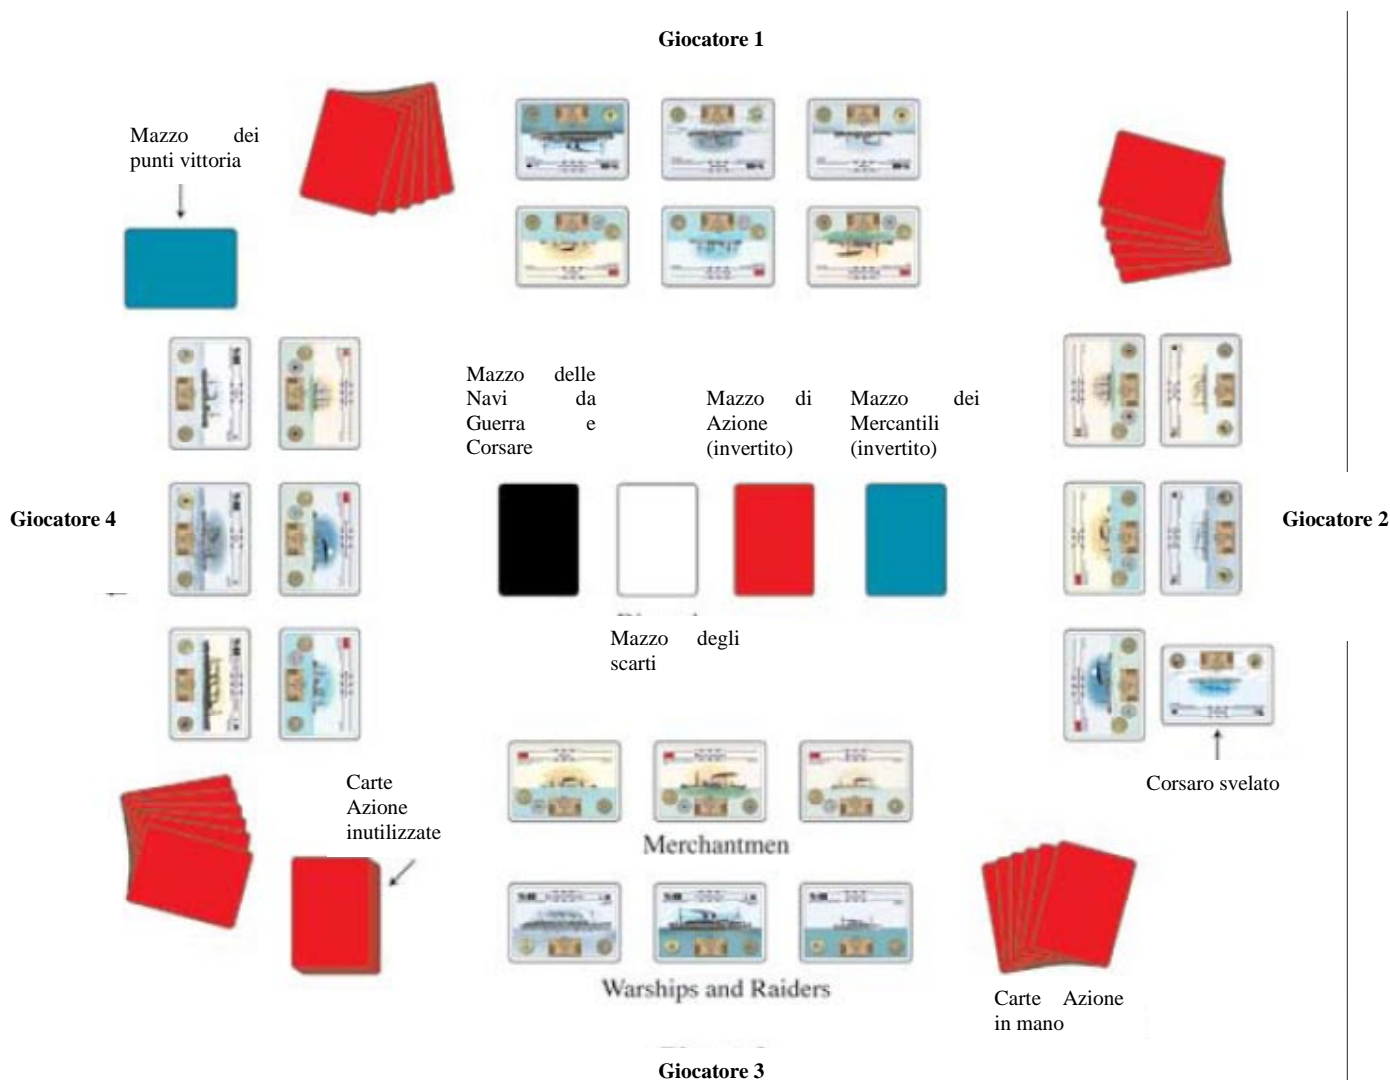 Giocatore 1
Mazzo dei
punti vittoria
Mazzo delle
Navi da
Guerra e
Corsare
Mazzo di
Azione
(invertito)
Mazzo dei
Mercantili
(invertito)
Giocatore 4
Giocatore 2
Mazzo degli
scarti
Carte
Azione
inutilizzate
Corsaro svelato
Merchantmen
Warships and Raiders
Carte Azione
in mano
Giocatore 3